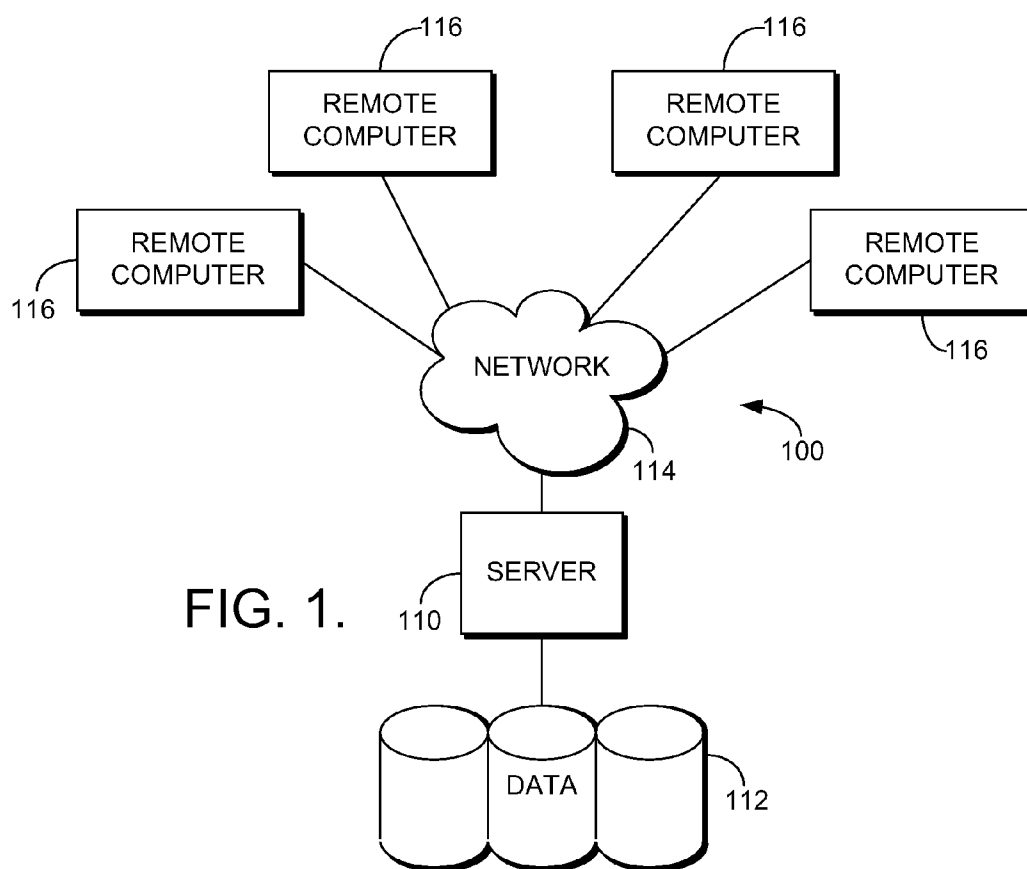 116
116
REMOTE
COMPUTER
REMOTE
COMPUTER
REMOTE
COMPUTER
REMOTE
COMPUTER
116
116
NETWORK
100
114
SERVER
FIG. 1.
110
DATA
112